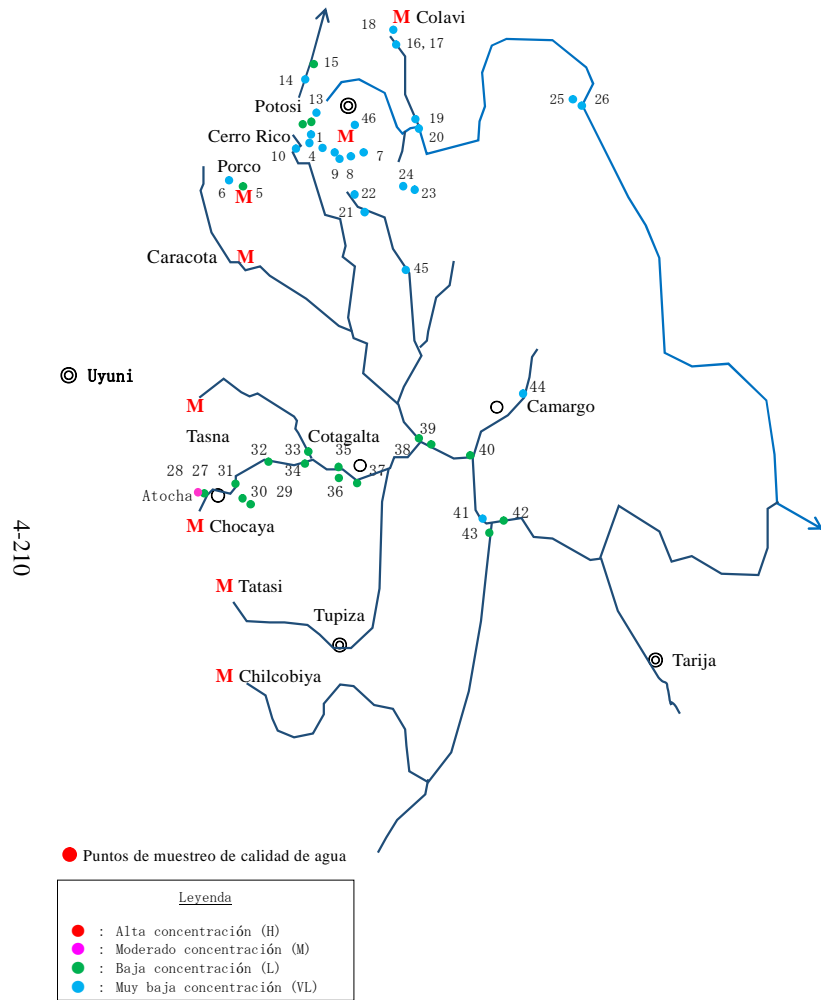 18 M Colavi
16, 17
15
14
13
Potosi
46
25 26
19
20
Cerro Rico 1 M
10 4 7
9 8
Porco
6 5
M
24
23
22
21
Caracota M
45
Uyuni
M
44
Camargo
Tasna Cotagalta
39
38
40
32 33 35
34 37
36
28 27 31
Atocha 30 29
M Chocaya
41 42
43
4-210
M Tatasi
Tupiza
Tarija
M Chilcobiya
Puntos de muestreo de calidad de agua
Leyenda
: Alta concentración (H)
: Moderado concentración (M)
: Baja concentración (L)
: Muy baja concentración (VL)